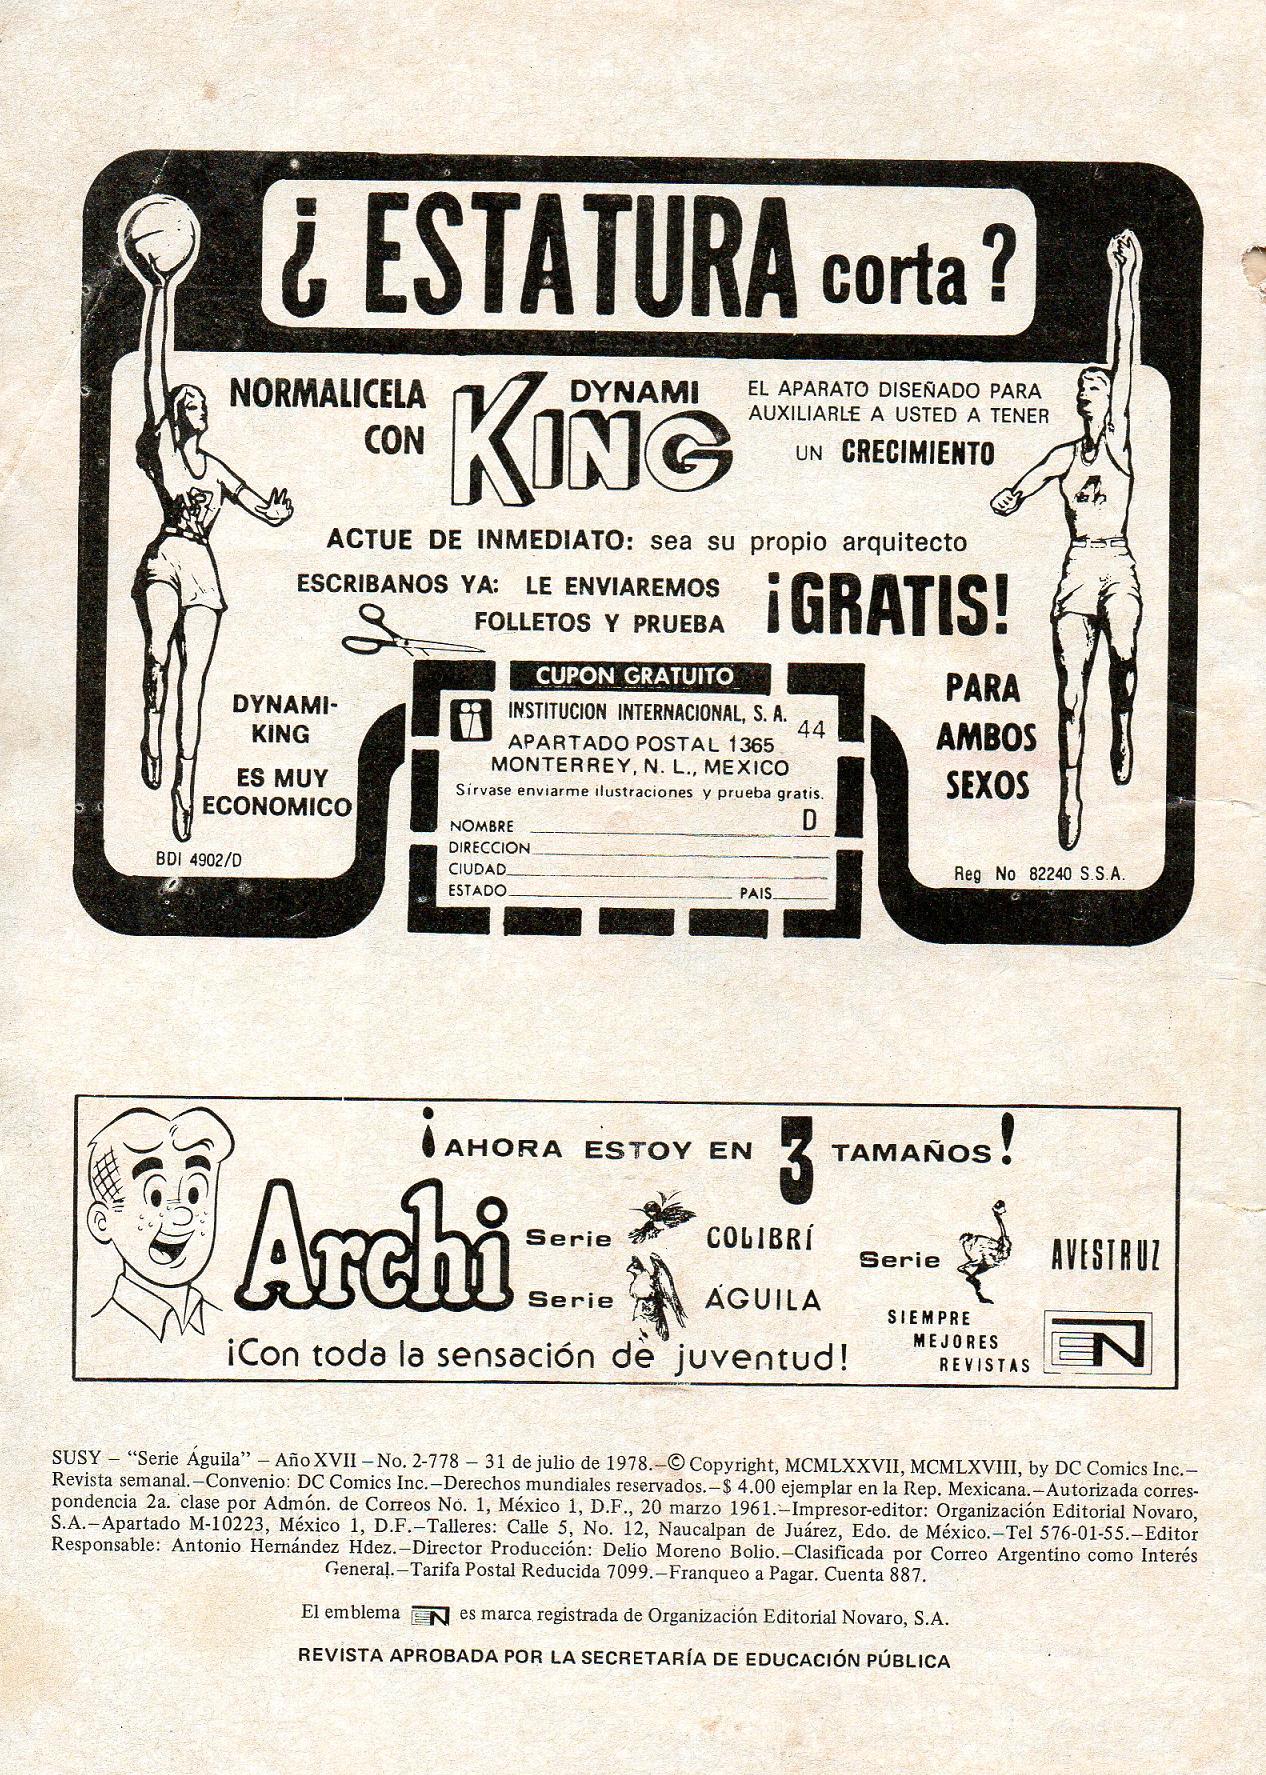 ¿ESTATURA corta?
NORMALICELA
CON
DYNAMI
KING
EL APARATO DISEÑADO PARA
AUXILIARLE A USTED A TENER
UN CRECIMIENTO
ACTUE DE INMEDIATO: sea su propio arquitecto
ESCRIBANOS YA: LE ENVIAREMOS
FOLLETOS Y PRUEBA
¡GRATIS!
DYNAMI-
KING
ES MUY
ECONOMICO
BDI 4902/D
CUPON GRATUITO
INSTITUCION INTERNACIONAL, S. A.
44
APARTADO POSTAL 1365
MONTERREY, N. L., MEXICO
Sírvase enviarme ilustraciones y prueba gratis.
D
NOMBRE
DIRECCION
CIUDAD
ESTADO PAIS
PARA
AMBOS
SEXOS
4
Reg No 82240 S.S.A.
¡AHORA ESTOY EN 3 TAMAÑOS!
Archi
Serie COLIBRÍ
Serie ÁGUILA
Serie AVESTRUZ
¡Con toda la sensación de juventud!
SIEMPRE
MEJORES
REVISTAS
EN
SUSY – “Serie Águila” – Año XVII – No. 2-778 – 31 de julio de 1978.–© Copyright, MCMLXXVII, MCMLXVIII, by DC Comics Inc.–
Revista semanal.–Convenio: DC Comics Inc.–Derechos mundiales reservados.–$ 4.00 ejemplar en la Rep. Mexicana.–Autorizada corres-
pondencia 2a. clase por Admón. de Correos No. 1, México 1, D.F., 20 marzo 1961.–Impresor-editor: Organización Editorial Novaro,
S.A.–Apartado M-10223, México 1, D.F.–Talleres: Calle 5, No. 12, Naucalpan de Juárez, Edo. de México.–Tel 576-01-55.–Editor
Responsable: Antonio Hernández Hdez.–Director Producción: Delio Moreno Bolio.–Clasificada por Correo Argentino como Interés
General.–Tarifa Postal Reducida 7099.–Franqueo a Pagar. Cuenta 887.
El emblema EN es marca registrada de Organización Editorial Novaro, S.A.
REVISTA APROBADA POR LA SECRETARÍA DE EDUCACIÓN PÚBLICA